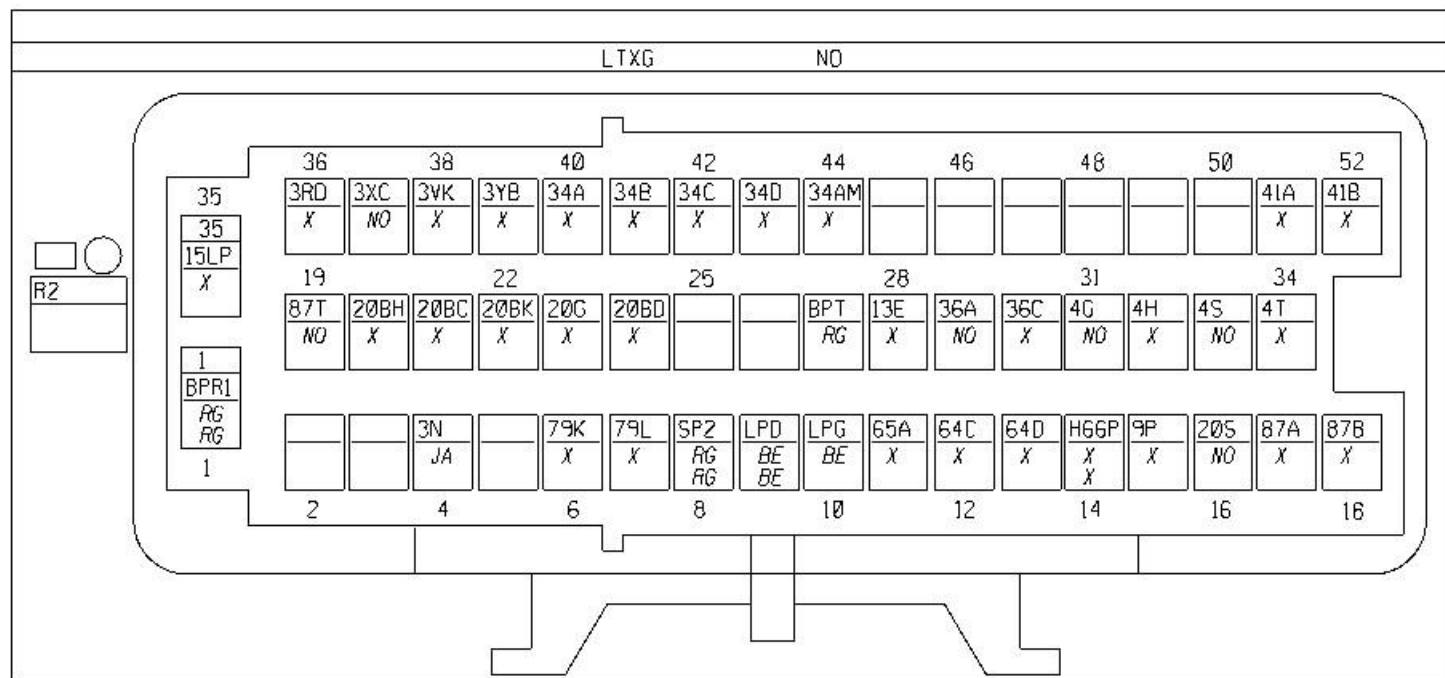 LTXG NO
36 38 40 42 44 46 48 50 52
35
3RD 3XC 3VK 3YB 34A 34B 34C 34D 34AM 41A 41B
X NO X X X X X X X X X
35
15LP
X
19 22 25 28 31 34
R2
87T 20BH 20BC 20BK 20G 20BD BPT 13E 36A 36C 4G 4H 4S 4T
NO X X X X X RG X NO X NO X NO X
1
BPR1
RG
RG
3N 79K 79L SP2 LPD LPG 65A 64C 64D H66P 9P 20S 87A 87B
JA X X RG BE BE X X X X X NO X X
RG BE X
1
2 4 6 8 10 12 14 16 16